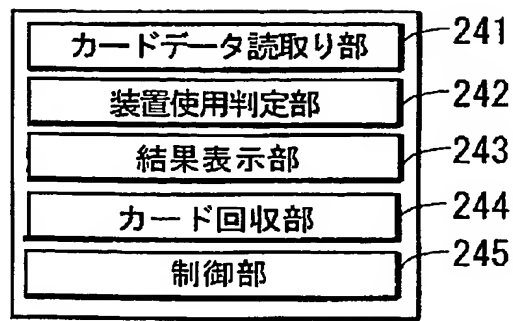 カードデータ読取り部 241
装置使用判定部 242
結果表示部 243
カード回収部 244
制御部 245